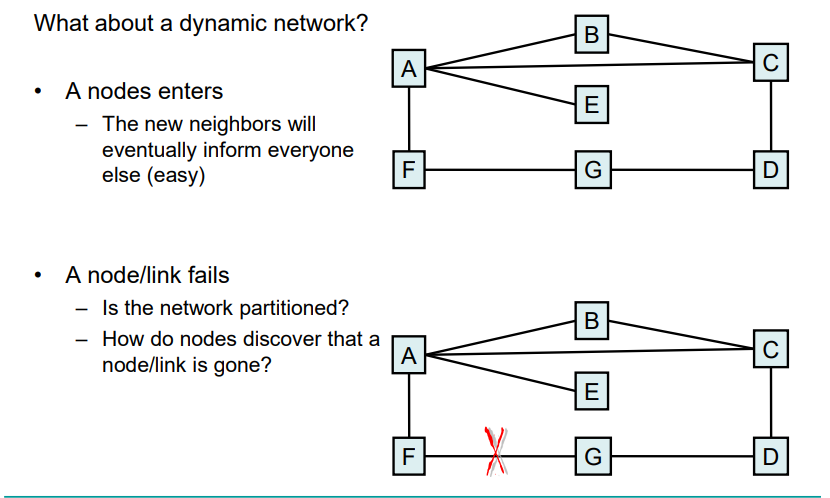 What about a dynamic network?
• A nodes enters
– The new neighbors will
eventually inform everyone
else (easy)
A
B
C
E
F
G
D
• A node/link fails
– Is the network partitioned?
– How do nodes discover that a
node/link is gone?
A
B
C
E
F
G
D